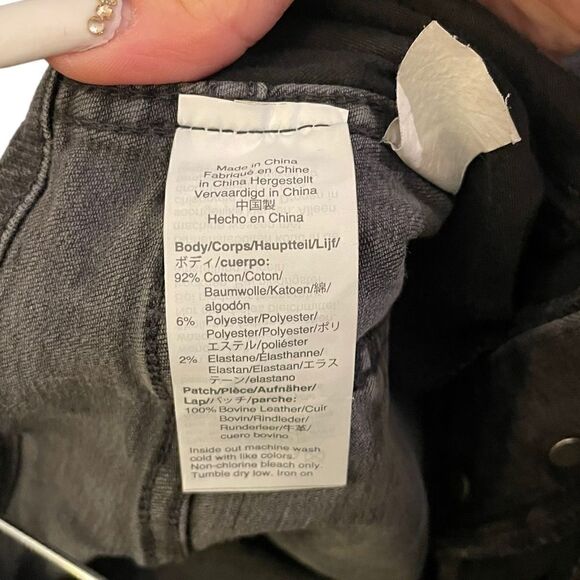 Made in China
Fabriqué en Chine
in China Hergestellt
Vervaardigd in China
中国製
Hecho en China
Body/Corps/Hauptteil/Lijf/
ボディ/cuerpo:
92% Cotton/Coton/
Baumwolle/Katoen/綿/
algodón
6% Polyester/Polyester/
Polyester/Polyester/ポリ
エステル/poliéster
2% Elastane/Élasthanne/
Elastan/Elastaan/エラス
テーン/elastano
Patch/Pièce/Aufnäher/
Lap/パッチ/parche:
100% Bovine Leather/Cuir
Bovin/Rindleder/
Runderleer/牛革/
cuero bovino
Inside out machine wash
cold with like colors.
Non-chlorine bleach only.
Tumble dry low. Iron on